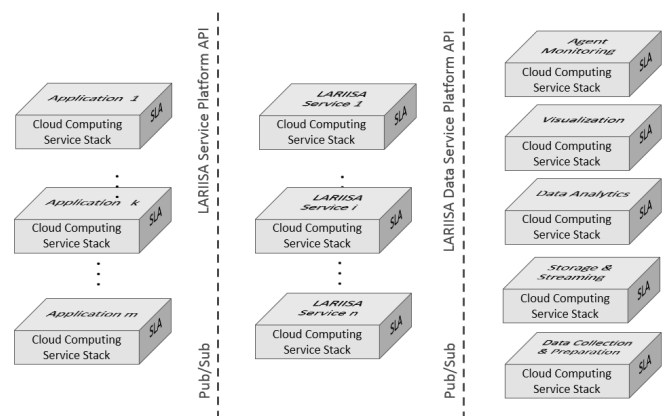 Application 1
Cloud Computing
Service Stack
SLA
Application k
Cloud Computing
Service Stack
SLA
Application m
Cloud Computing
Service Stack
SLA
LARIISA Service Platform API
Pub/Sub
LARIISA
Service 1
Cloud Computing
Service Stack
SLA
LARIISA
Service i
Cloud Computing
Service Stack
SLA
LARIISA
Service n
Cloud Computing
Service Stack
SLA
LARIISA Data Service Platform API
Pub/Sub
Agent
Monitoring
Cloud Computing
Service Stack
SLA
Visualization
Cloud Computing
Service Stack
SLA
Data Analytics
Cloud Computing
Service Stack
SLA
Storage &
Streaming
Cloud Computing
Service Stack
SLA
Data Collection
& Preparation
Cloud Computing
Service Stack
SLA